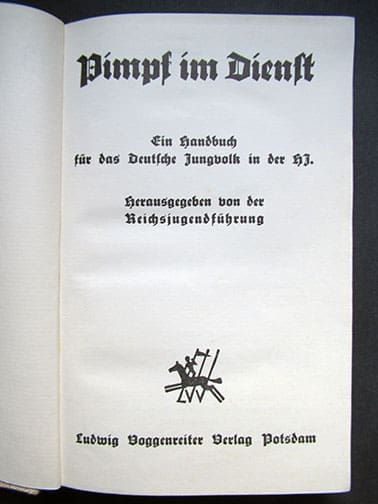 Pimpf im Dienst
Ein Handbuch
für das Deutsche Jungvolk in der HJ.
Herausgegeben von der
Reichsjugendführung
LVV
Ludwig Voggenreiter Verlag Potsdam